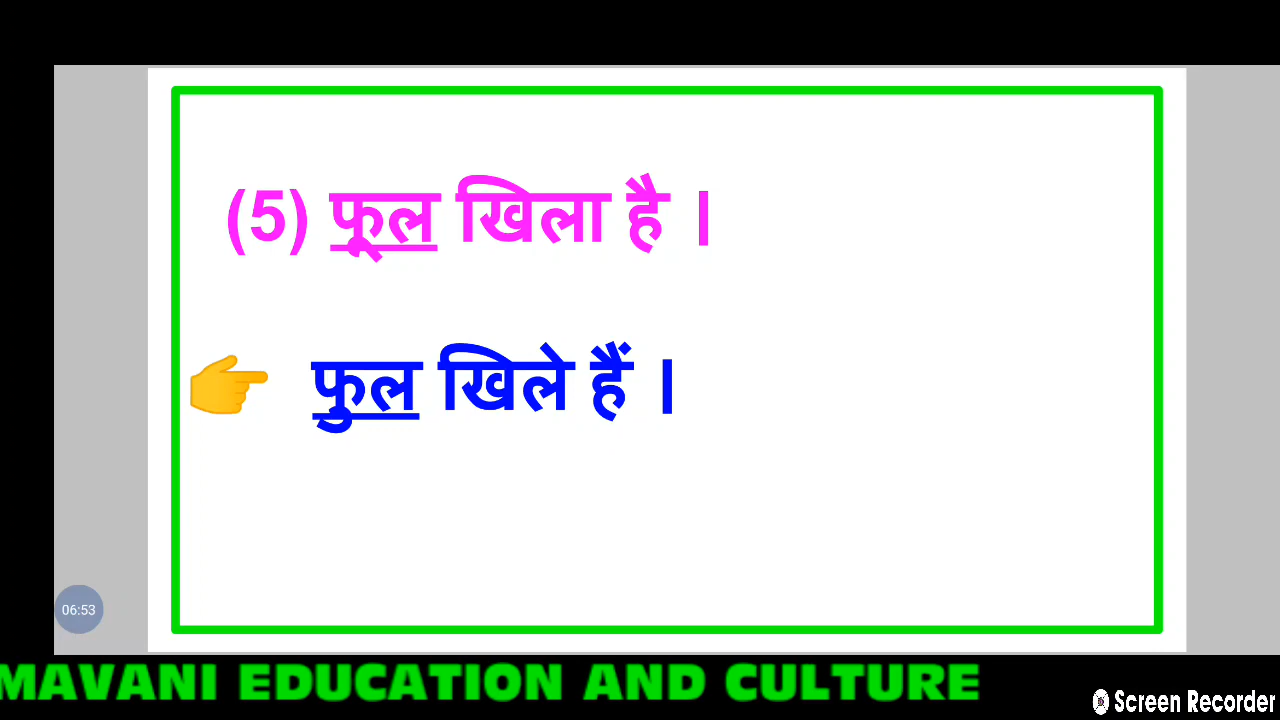 (5) फूल खिला है ।
फुल खिले हैं ।
06:53
MAVANI EDUCATION AND CULTURE
Screen Recorder